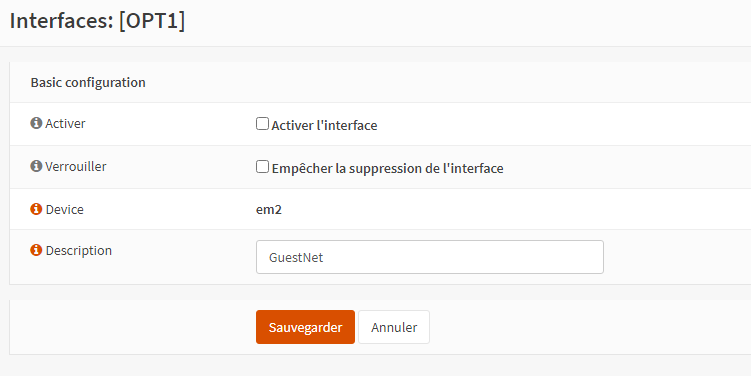 Interfaces: [OPT1]
Basic configuration
Activer
Activer l'interface
Verrouiller
Empêcher la suppression de l'interface
Device
em2
Description
GuestNet
Sauvegarder
Annuler